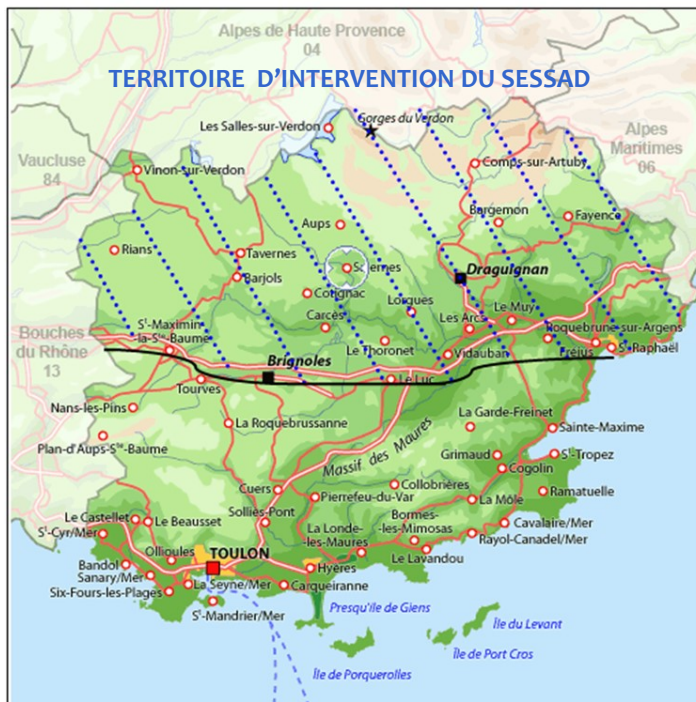 Alpes de Haute Provence
04
TERRITOIRE D'INTERVENTION DU SESSAD
Gorges du Verdon
Les Salles-sur-Verdon
Alpes
Maritimes
06
Vaucluse
84
Comps-sur-Artuby
Vinon-sur-Verdon
Bargemon
Fayence
Aups
Rians
Tavernes
Salernes
Draguignan
Barjols
Cotignac
Lorgues
Le Muy
Carcès
Les Arcs
Bouches
du Rhône
13
St-Maximin
-la-Ste-Baume
Roquebrune-sur-Argens
Le Thoronet
Fréjus
St-Raphaël
Vidauban
Brignoles
Le Luc
Tourves
Nans-les-Pins
La Garde-Freinet
La Roquebrussanne
Sainte-Maxime
Plan-d'Aups-Ste-Baume
Massif des Maures
Grimaud
St-Tropez
Cogolin
Cuers
Collobrières
Ramatuelle
Pierrefeu-du-Var
La Môle
Solliès-Pont
Bormes-
-les-Mimosas
Le Castellet
Le Beausset
Cavalaire/Mer
St-Cyr/Mer
La Londe
-les-Maures
Rayol-Canadel/Mer
Ollioules
TOULON
Le Lavandou
Bandol
Hyères
Sanary/Mer
La Seyne/Mer
Carqueiranne
Six-Fours-les-Plages
Presqu'île de Giens
St-Mandrier/Mer
Île du Levant
Île de Port Cros
Île de Porquerolles